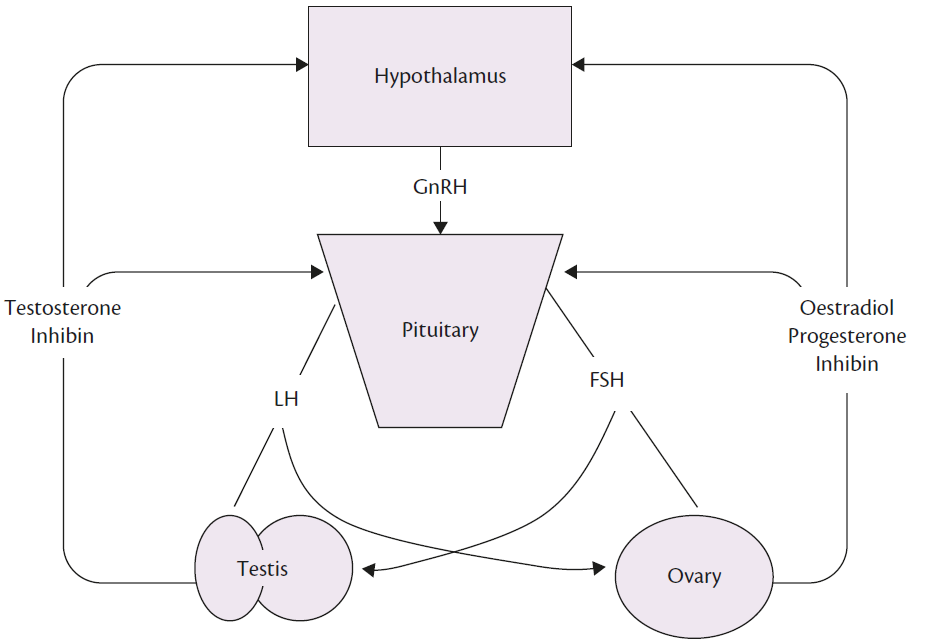 Hypothalamus
GnRH
Testosterone
Inhibin
Pituitary
Oestradiol
Progesterone
Inhibin
LH
FSH
Testis
Ovary